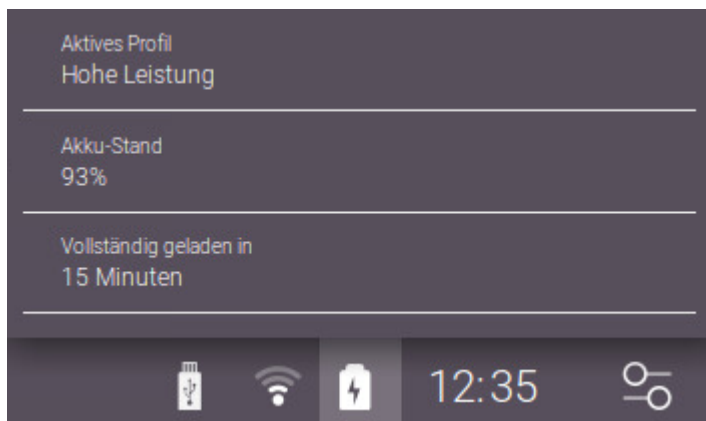 Aktives Profil
Hohe Leistung
Akku-Stand
93%
Vollständig geladen in
15 Minuten
12:35